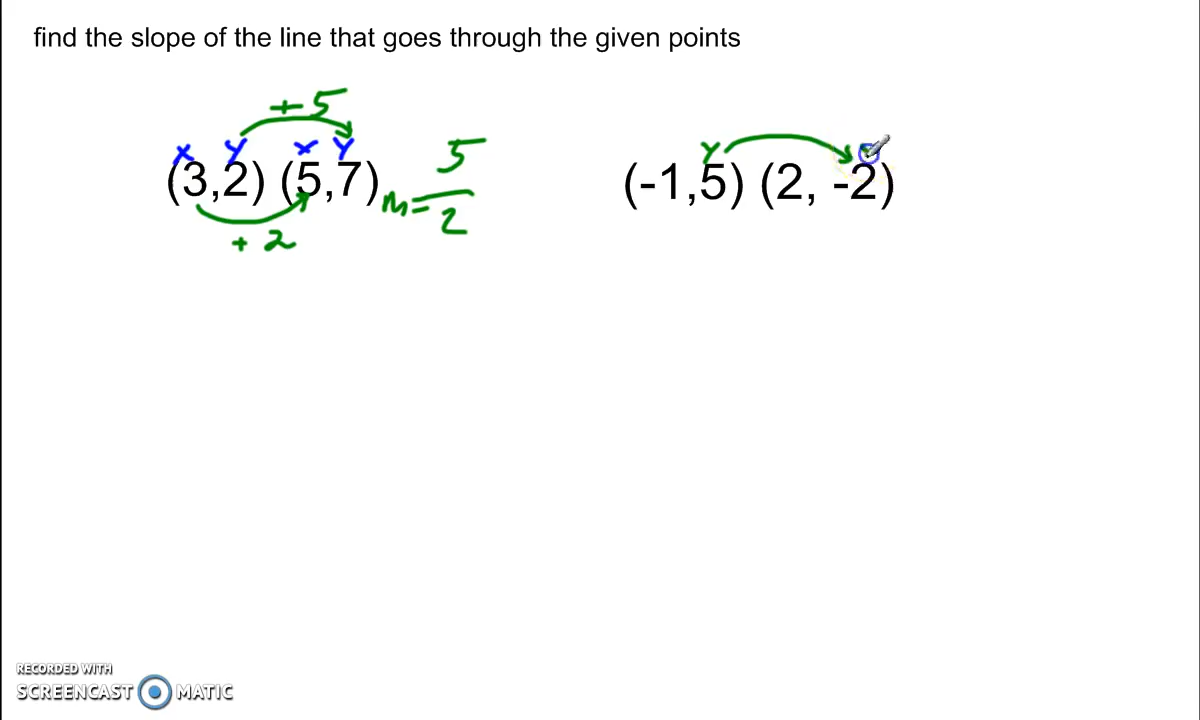 find the slope of the line that goes through the given points
+5
x y x y y
(3,2) (5,7) m= 5/2 (-1,5) (2, -2)
+ 2
RECORDED WITH
SCREENCAST MATIC